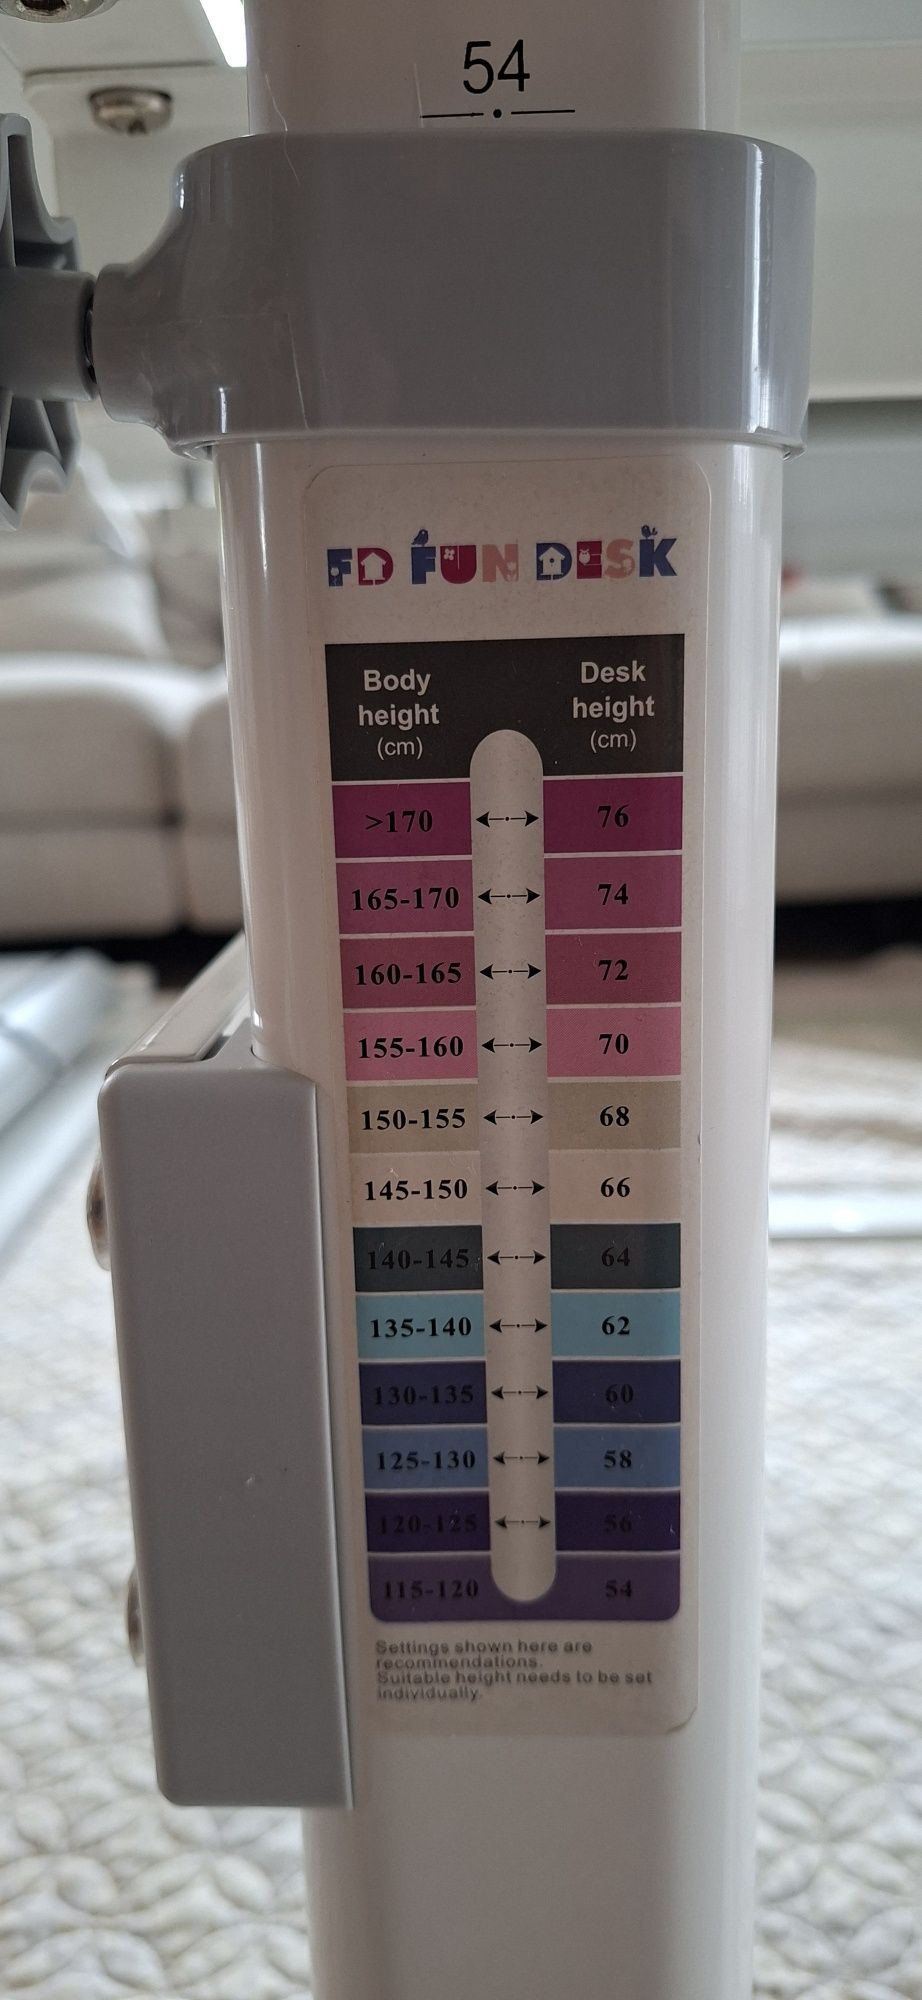 54
FD FUN DESK
Body height (cm) Desk height (cm)
>170 76
165-170 74
160-165 72
155-160 70
150-155 68
145-150 66
140-145 64
135-140 62
130-135 60
125-130 58
120-125 56
115-120 54
Settings shown here are
recommendations.
Suitable height needs to be set
individually.